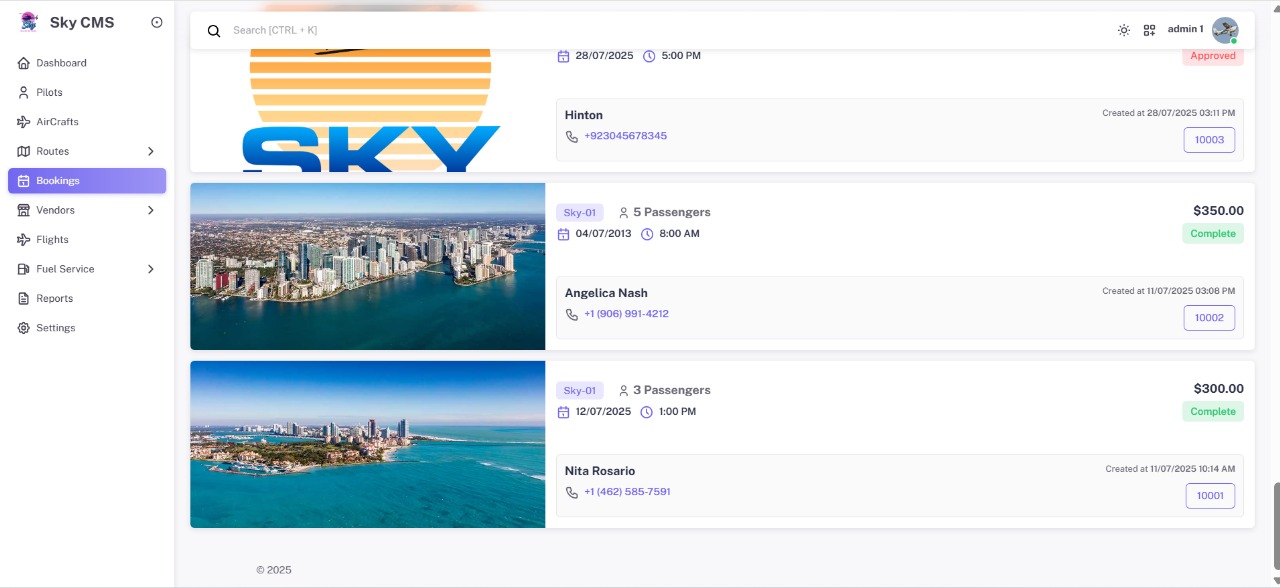 Sky CMS
Dashboard
Pilots
AirCrafts
Routes
Bookings
Vendors
Flights
Fuel Service
Reports
Settings
Search [CTRL + K]
admin 1
SKY
28/07/2025 5:00 PM
Approved
Hinton
Created at 28/07/2025 03:11 PM
+923045678345
10003
Sky-01 5 Passengers
$350.00
04/07/2013 8:00 AM
Complete
Angelica Nash
Created at 11/07/2025 03:08 PM
+1 (906) 991-4212
10002
Sky-01 3 Passengers
$300.00
12/07/2025 1:00 PM
Complete
Nita Rosario
Created at 11/07/2025 10:14 AM
+1 (462) 585-7591
10001
© 2025